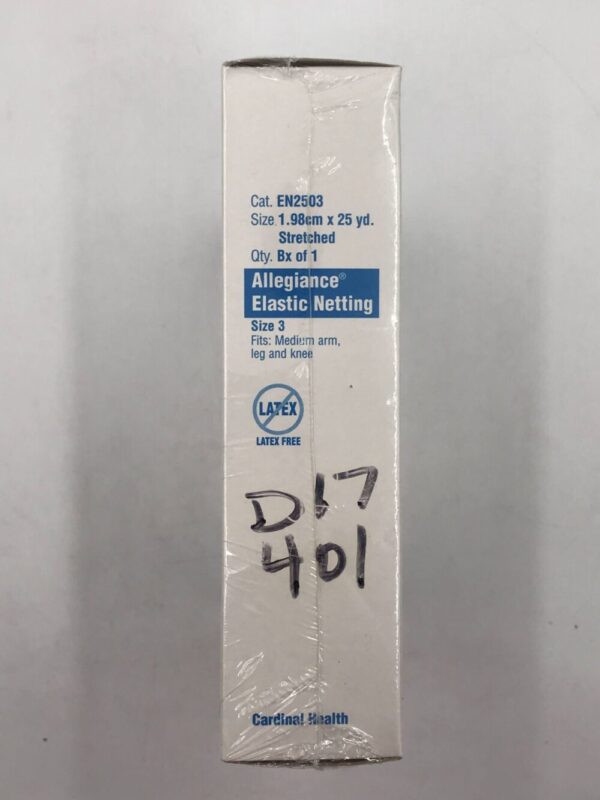 Cat. EN2503
Size 1.98cm x 25 yd.
Stretched
Qty. Bx of 1
Allegiance®
Elastic Netting
Size 3
Fits: Medium arm,
leg and knee
LATEX
LATEX FREE
D17
401
Cardinal Health